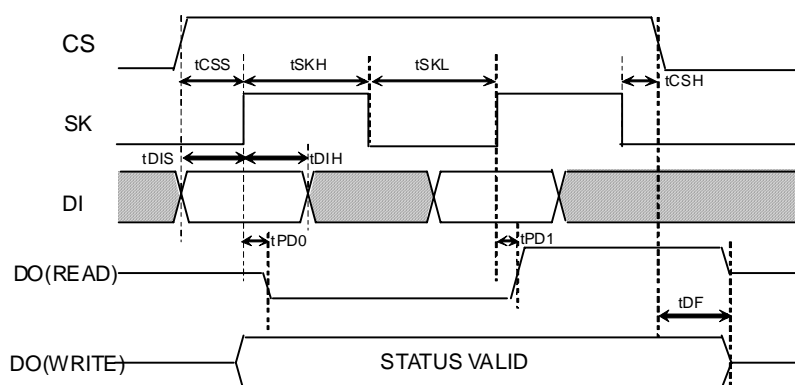 CS
tCSS tSKH tSKL tCSH
SK
tDIS tDIH
DI
tPD0 tPD1
DO(READ)
tDF
DO(WRITE) STATUS VALID